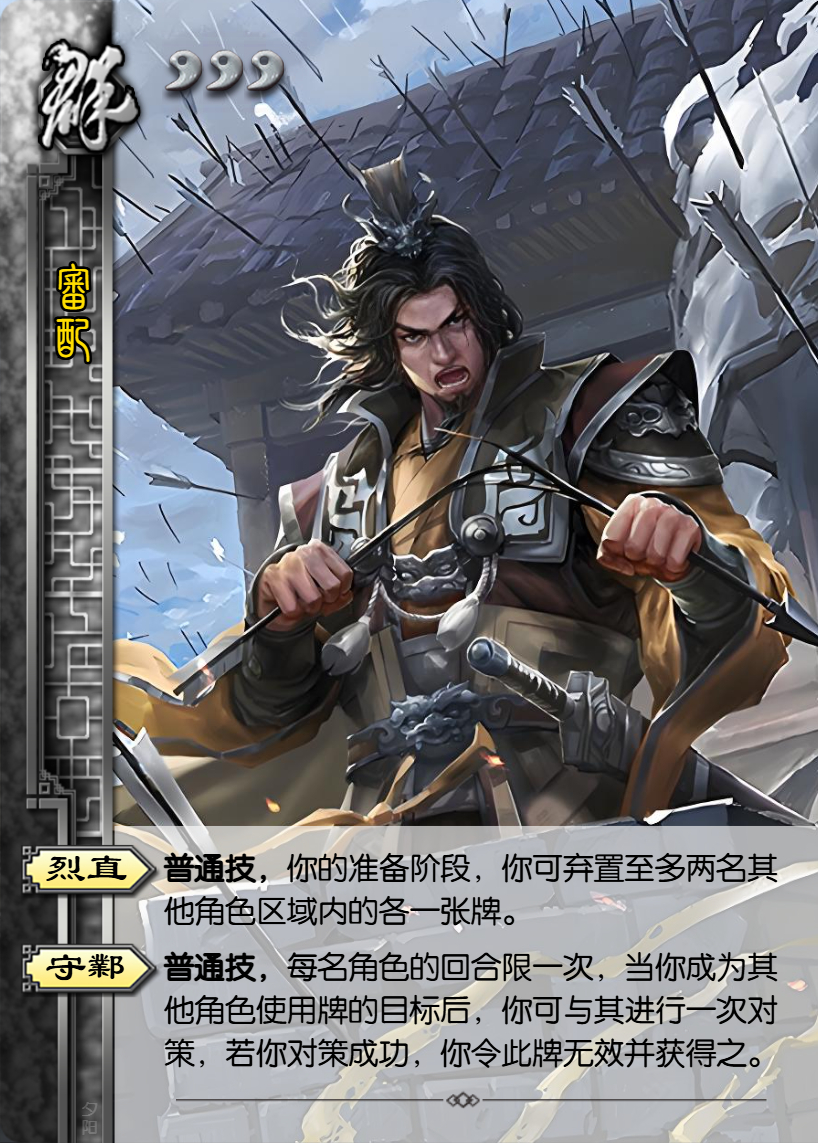 群
審配
烈直
普通技，你的准备阶段，你可弃置至多两名其
他角色区域内的各一张牌。
守鄴
普通技，每名角色的回合限一次，当你成为其
他角色使用牌的目标后，你可与其进行一次对
策，若你对策成功，你令此牌无效并获得之。
夕阳